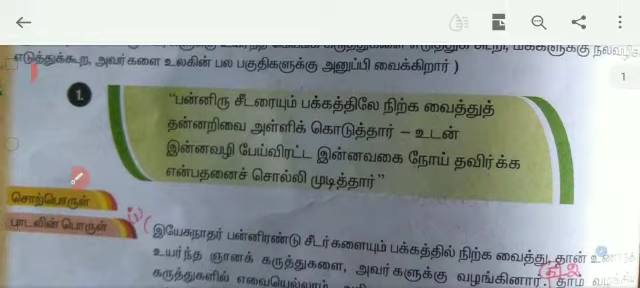 எடுத்துக்கூற, அவர்களை உலகின் பல பகுதிகளுக்கு அனுப்பி வைக்கிறார் )
1
1.
“பன்னிரு சீடரையும் பக்கத்திலே நிற்க வைத்துத்
தன்னறிவை அள்ளிக் கொடுத்தார் – உடன்
இன்னவழி பேய்விரட்ட இன்னவகை நோய் தவிர்க்க
என்பதனைச் சொல்லி முடித்தார்”
சொற்பொருள்
பாடலின் பொருள்
இயேசுநாதர் பன்னிரண்டு சீடர்களையும் பக்கத்தில் நிற்க வைத்து, தான்
உயர்ந்த ஞானக் கருத்துகளை, அவர்களுக்கு வழங்கினார். தாம்
கருத்துகளில்